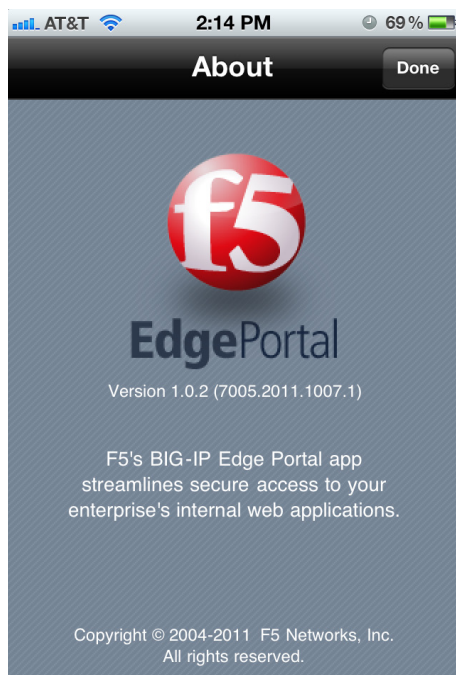 AT&T 2:14 PM 69%
About Done
f5
EdgePortal
Version 1.0.2 (7005.2011.1007.1)
F5's BIG-IP Edge Portal app
streamlines secure access to your
enterprise's internal web applications.
Copyright © 2004-2011 F5 Networks, Inc.
All rights reserved.